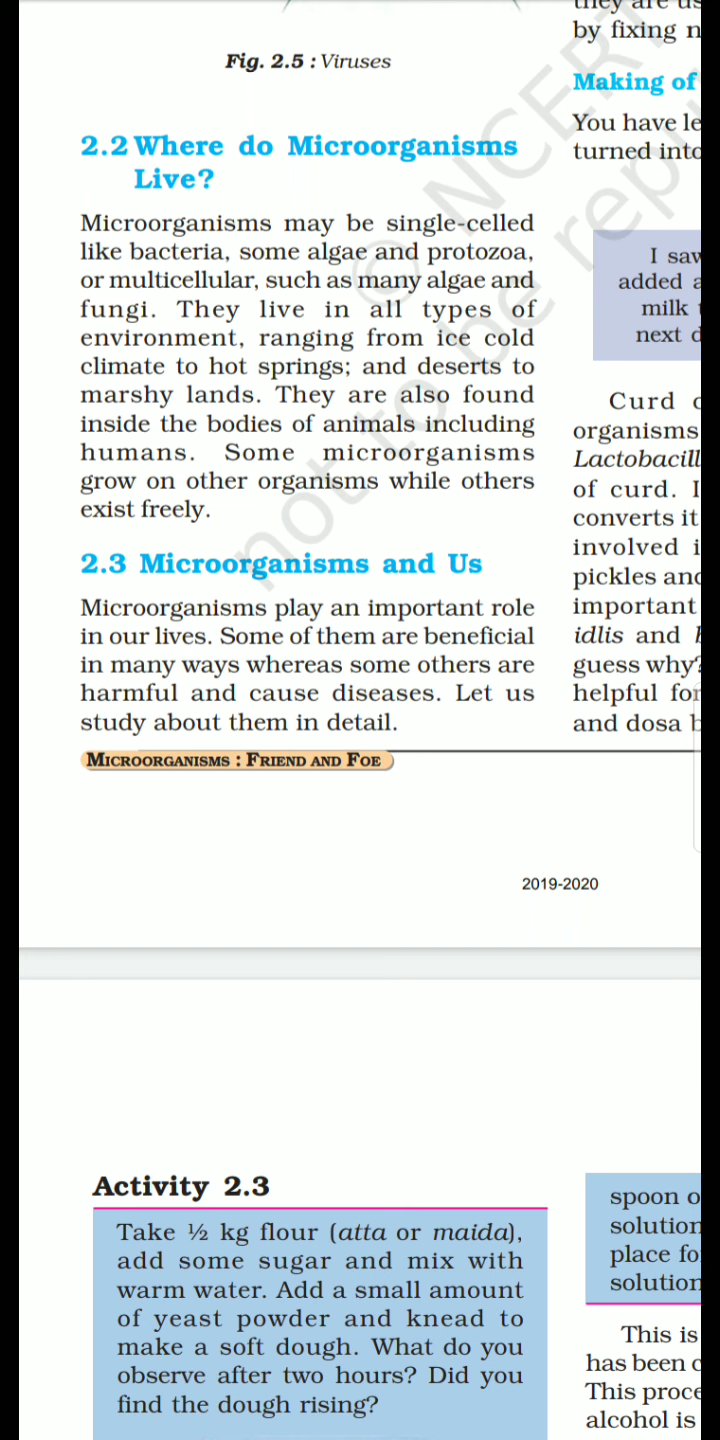 Fig. 2.5 : Viruses
2.2 Where do Microorganisms
Live?
Microorganisms may be single-celled
like bacteria, some algae and protozoa,
or multicellular, such as many algae and
fungi. They live in all types of
environment, ranging from ice cold
climate to hot springs; and deserts to
marshy lands. They are also found
inside the bodies of animals including
humans. Some microorganisms
grow on other organisms while others
exist freely.
2.3 Microorganisms and Us
Microorganisms play an important role
in our lives. Some of them are beneficial
in many ways whereas some others are
harmful and cause diseases. Let us
study about them in detail.
they are us
by fixing n
Making of
You have le
turned into
I saw
added a
milk t
next d
Curd c
organisms
Lactobacill
of curd. I
converts it
involved i
pickles and
important
idlis and
guess why?
helpful for
and dosa b
MICROORGANISMS : FRIEND AND FOE
2019-2020
© NCERT
not to be repu
Activity 2.3
Take ½ kg flour (atta or maida),
add some sugar and mix with
warm water. Add a small amount
of yeast powder and knead to
make a soft dough. What do you
observe after two hours? Did you
find the dough rising?
spoon o
solution
place fo
solution
This is
has been c
This proce
alcohol is